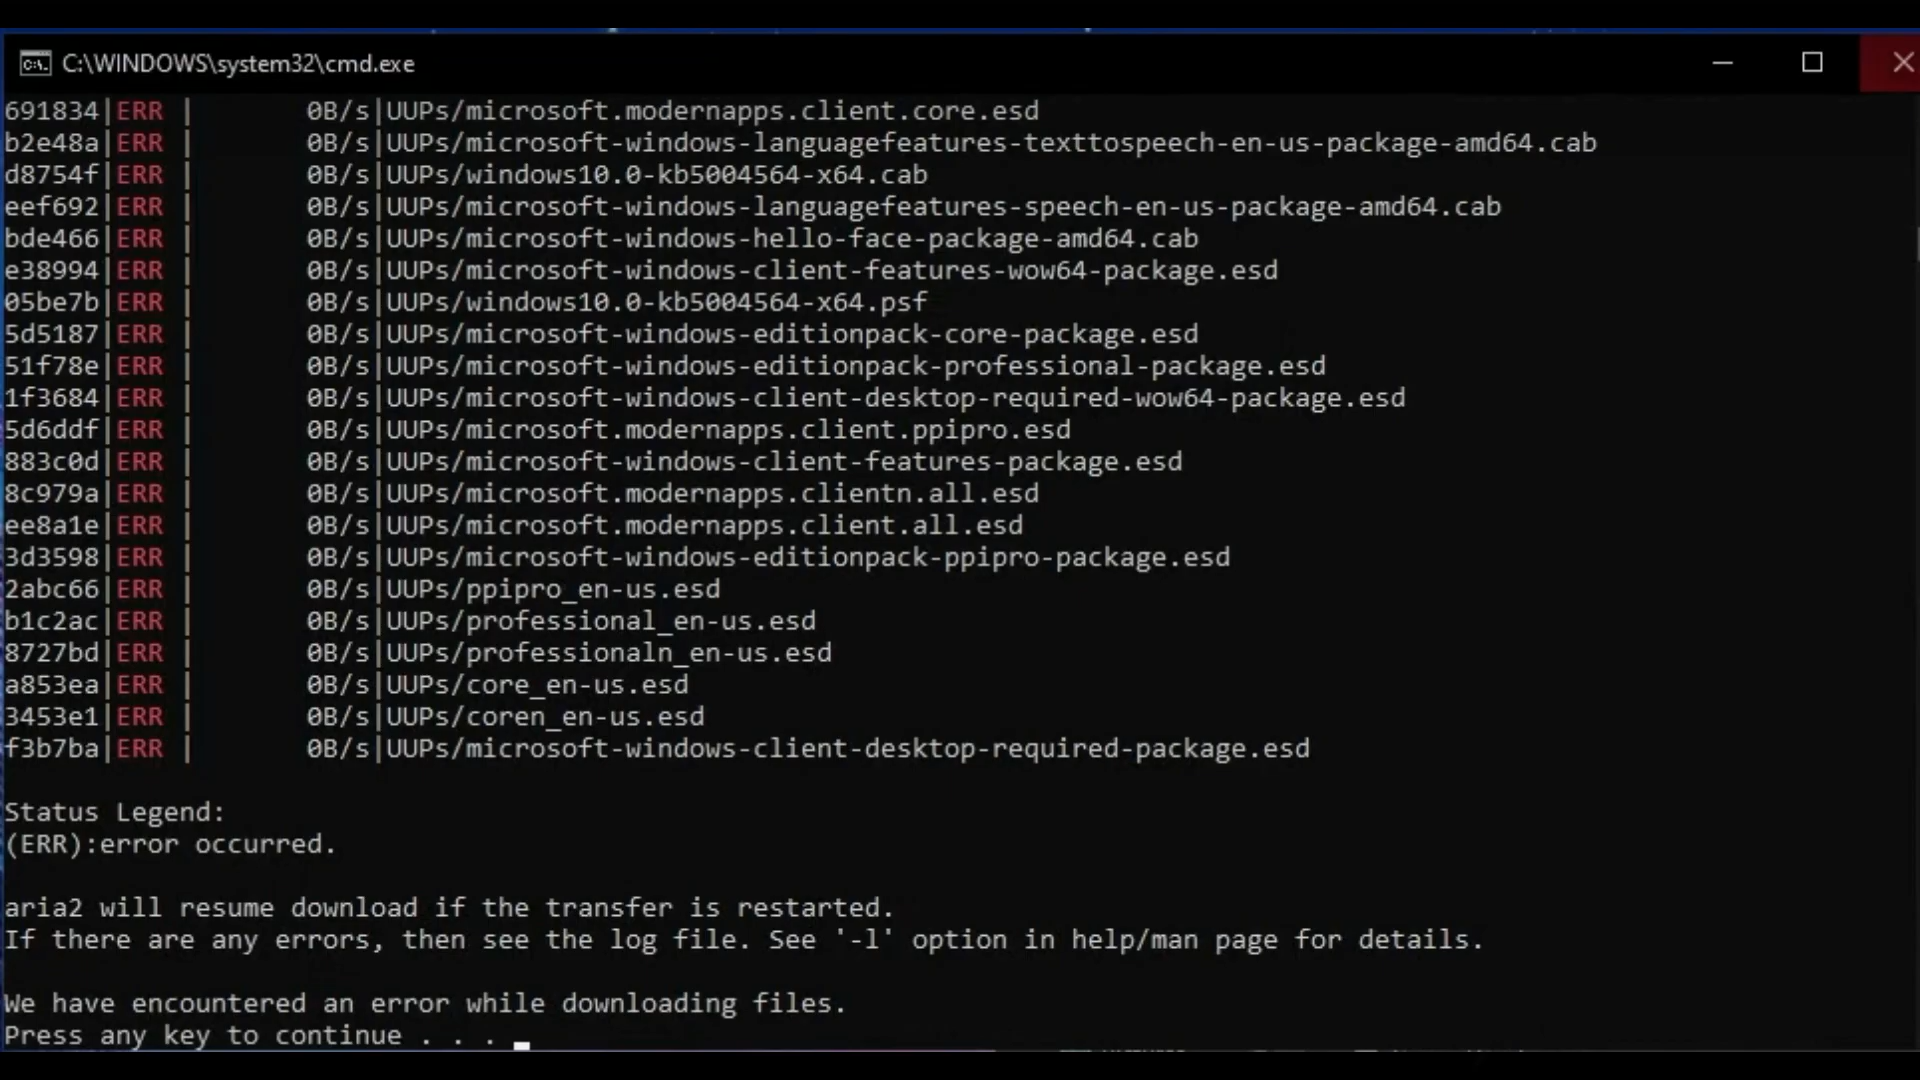 C:\WINDOWS\system32\cmd.exe
691834|ERR |       0B/s|UUPs/microsoft.modernapps.client.core.esd
b2e48a|ERR |       0B/s|UUPs/microsoft-windows-languagefeatures-texttospeech-en-us-package-amd64.cab
d8754f|ERR |       0B/s|UUPs/windows10.0-kb5004564-x64.cab
eef692|ERR |       0B/s|UUPs/microsoft-windows-languagefeatures-speech-en-us-package-amd64.cab
bde466|ERR |       0B/s|UUPs/microsoft-windows-hello-face-package-amd64.cab
e38994|ERR |       0B/s|UUPs/microsoft-windows-client-features-wow64-package.esd
05be7b|ERR |       0B/s|UUPs/windows10.0-kb5004564-x64.psf
5d5187|ERR |       0B/s|UUPs/microsoft-windows-editionpack-core-package.esd
51f78e|ERR |       0B/s|UUPs/microsoft-windows-editionpack-professional-package.esd
1f3684|ERR |       0B/s|UUPs/microsoft-windows-client-desktop-required-wow64-package.esd
5d6ddf|ERR |       0B/s|UUPs/microsoft.modernapps.client.ppipro.esd
883c0d|ERR |       0B/s|UUPs/microsoft-windows-client-features-package.esd
8c979a|ERR |       0B/s|UUPs/microsoft.modernapps.clientn.all.esd
ee8a1e|ERR |       0B/s|UUPs/microsoft.modernapps.client.all.esd
3d3598|ERR |       0B/s|UUPs/microsoft-windows-editionpack-ppipro-package.esd
2abc66|ERR |       0B/s|UUPs/ppipro_en-us.esd
b1c2ac|ERR |       0B/s|UUPs/professional_en-us.esd
8727bd|ERR |       0B/s|UUPs/professionaln_en-us.esd
a853ea|ERR |       0B/s|UUPs/core_en-us.esd
3453e1|ERR |       0B/s|UUPs/coren_en-us.esd
f3b7ba|ERR |       0B/s|UUPs/microsoft-windows-client-desktop-required-package.esd
Status Legend:
(ERR):error occurred.
aria2 will resume download if the transfer is restarted.
If there are any errors, then see the log file. See '-l' option in help/man page for details.
We have encountered an error while downloading files.
Press any key to continue . . .